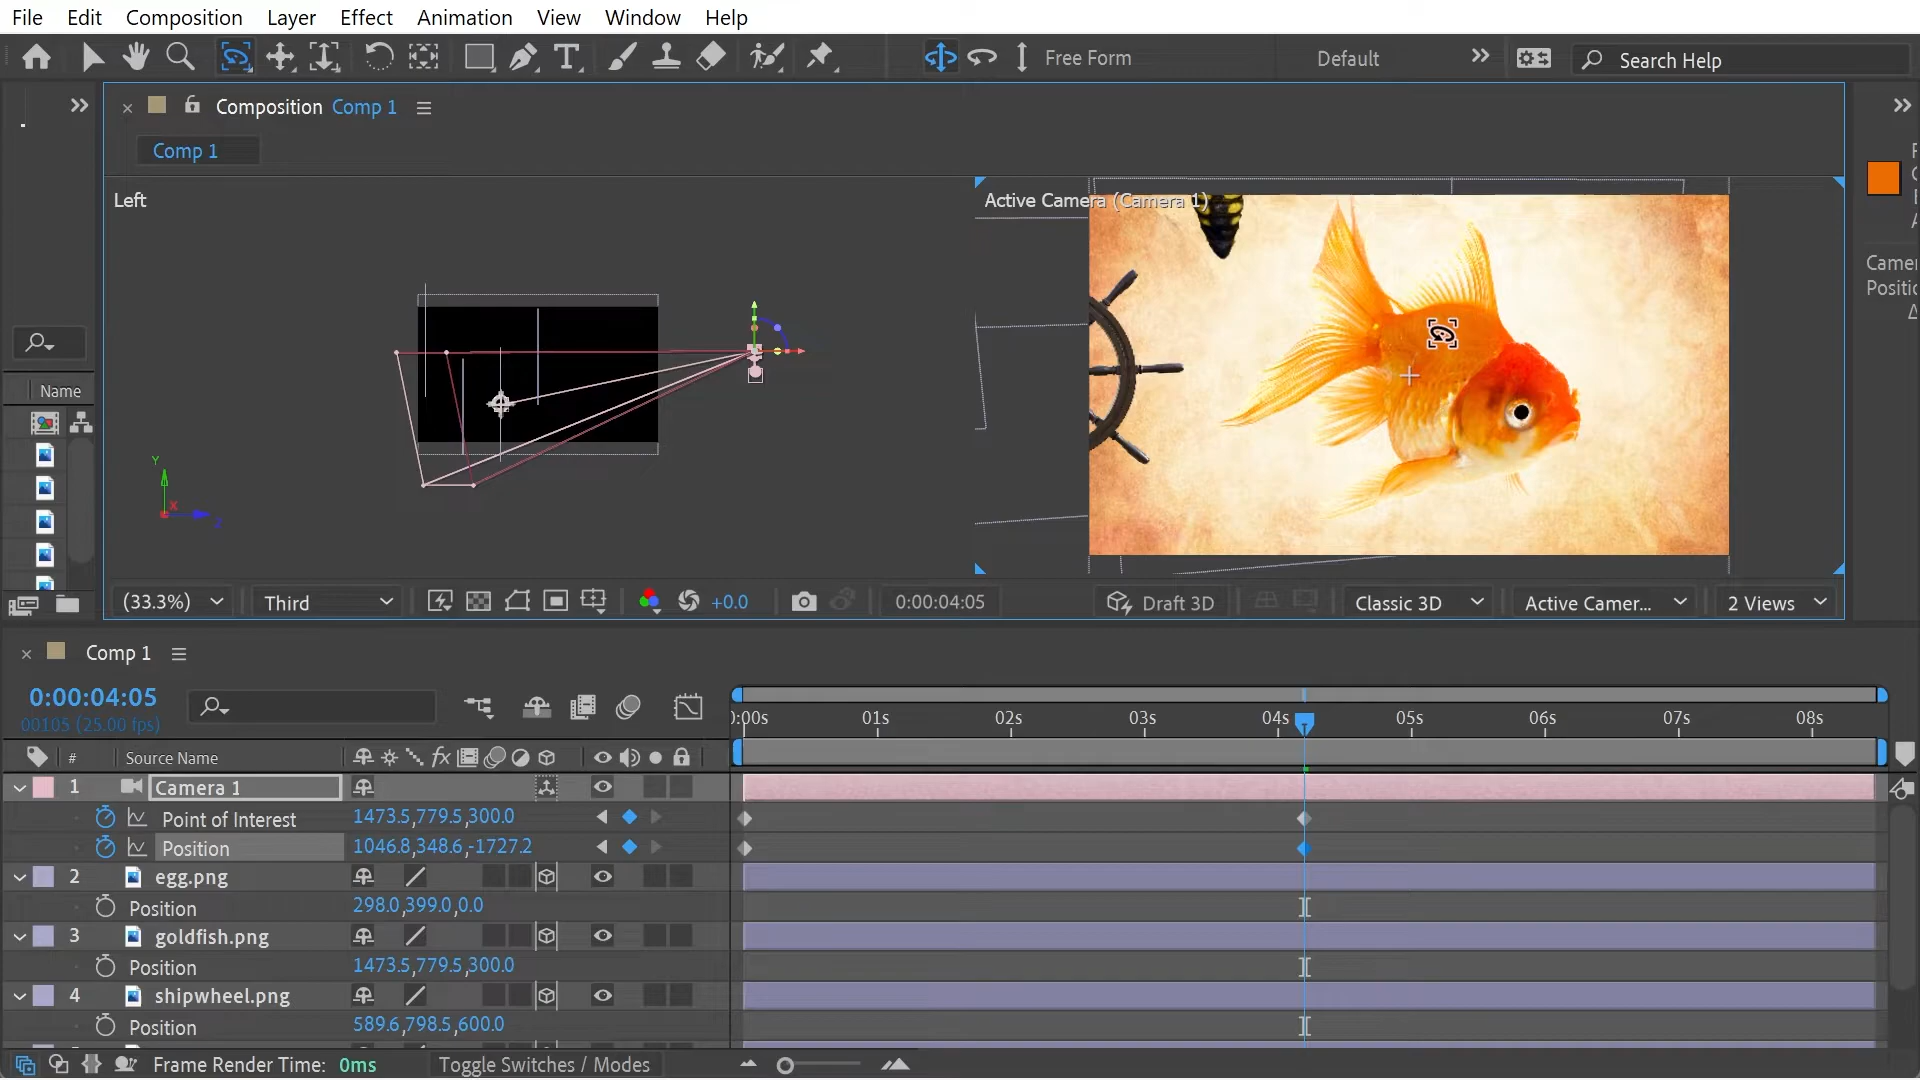 File Edit Composition Layer Effect Animation View Window Help
Free Form Default Search Help
Composition Comp 1
Comp 1
Left
Active Camera (Camera 1)
Camer
Positic
Name
Y
X
Z
(33.3%) Third +0.0 0:00:04:05 Draft 3D Classic 3D Active Camer... 2 Views
Comp 1
0:00:04:05
00105 (25.00 fps)
):00s 01s 02s 03s 04s 05s 06s 07s 08s
# Source Name fx
1 Camera 1
Point of Interest 1473.5,779.5,300.0
Position 1046.8,348.6,-1727.2
2 egg.png
Position 298.0,399.0,0.0
3 goldfish.png
Position 1473.5,779.5,300.0
4 shipwheel.png
Position 589.6,798.5,600.0
Frame Render Time: 0ms Toggle Switches / Modes